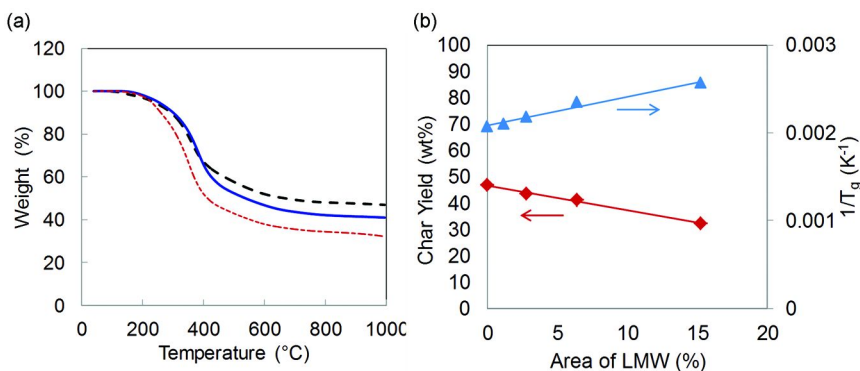 (a)
120
100
80
60
40
20
0
Weight (%)
0 200 400 600 800 1000
Temperature (°C)
(b)
100
90
80
70
60
50
40
30
20
10
0
Char Yield (wt%)
0.003
0.002
0.001
0
1/Tg (K-1)
0 5 10 15 20
Area of LMW (%)